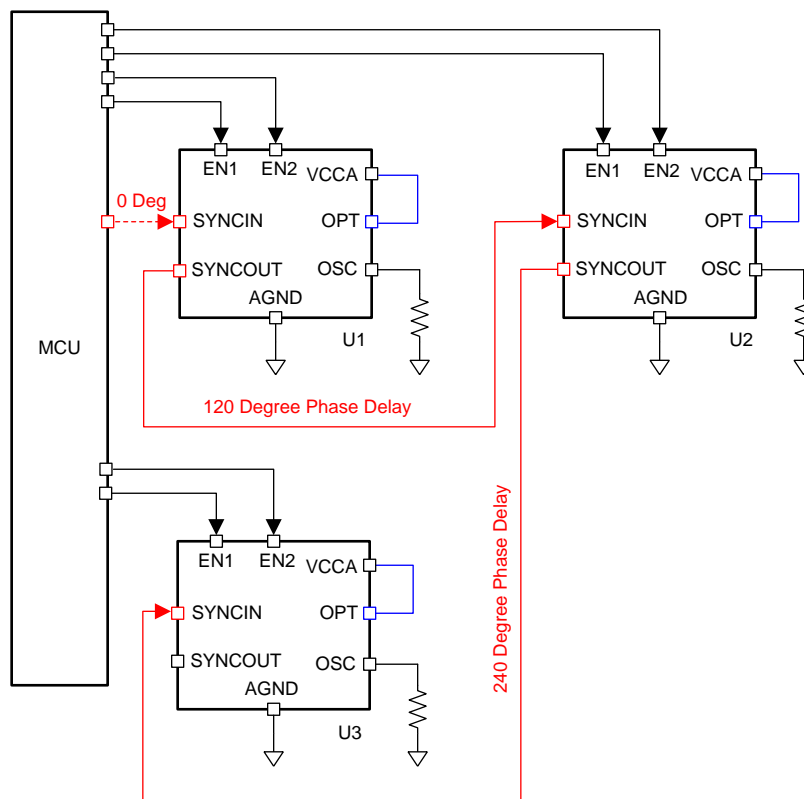 EN1
EN2
VCCA
0 Deg
SYNCIN
OPT
SYNCOUT
OSC
AGND
U1
EN1
EN2
VCCA
SYNCIN
OPT
SYNCOUT
OSC
AGND
U2
MCU
120 Degree Phase Delay
240 Degree Phase Delay
EN1
EN2
VCCA
SYNCIN
OPT
SYNCOUT
OSC
AGND
U3